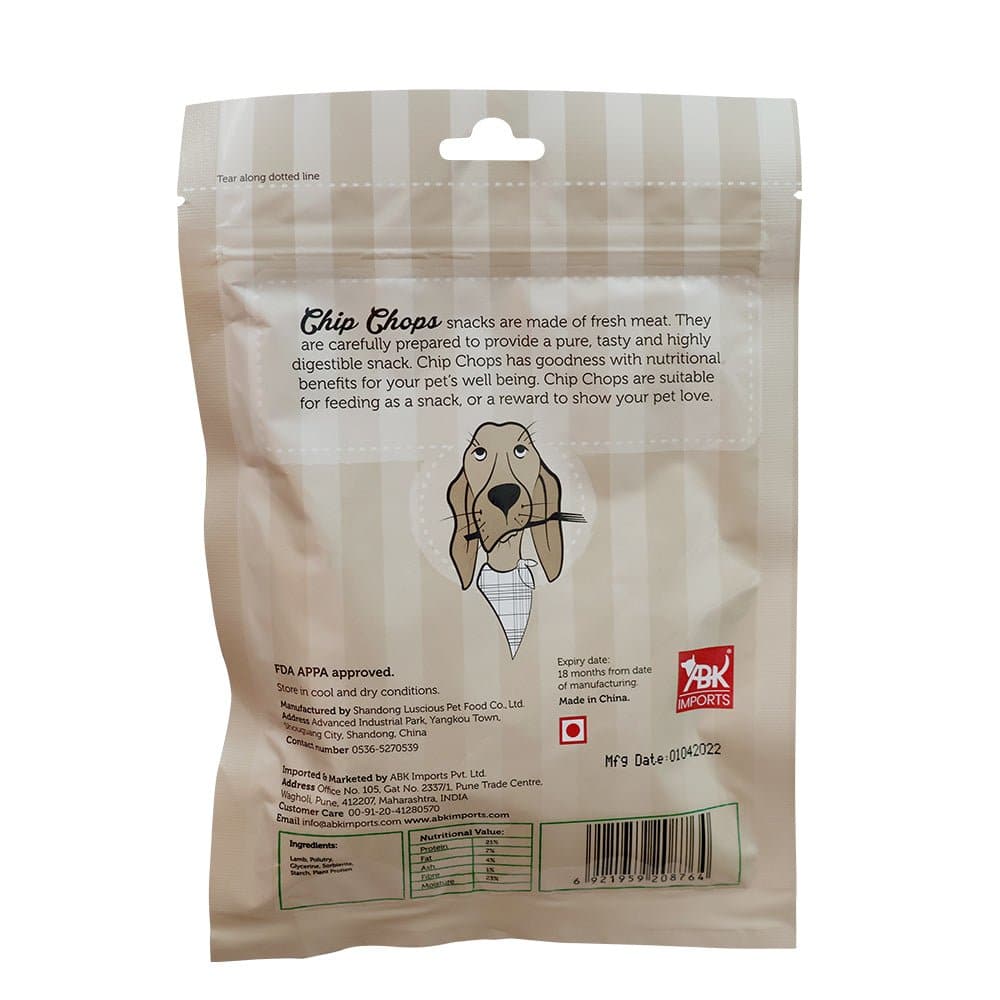 Tear along dotted line
Chip Chops snacks are made of fresh meat. They
are carefully prepared to provide a pure, tasty and highly
digestible snack. Chip Chops has goodness with nutritional
benefits for your pet's well being. Chip Chops are suitable
for feeding as a snack, or a reward to show your pet love.
FDA APPA approved.
Store in cool and dry conditions.
Manufactured by Shandong Luscious Pet Food Co., Ltd.
Address Advanced Industrial Park, Yangkou Town,
Shouguang City, Shandong, China
Contact number 0536-5270539
Expiry date:
18 months from date
of manufacturing.
Made in China.
ABK®
IMPORTS
Mfg Date:01042022
Imported & Marketed by ABK Imports Pvt. Ltd.
Address Office No. 105, Gat No. 2337/1, Pune Trade Centre,
Wagholi, Pune, 412207, Maharashtra, INDIA
Customer Care 00-91-20-41280570
Email info@abkimports.com www.abkimports.com
Ingredients:
Lamb, Polutry,
Glycerine, Sorbierite,
Starch, Plant Protien
Nutritional Value:
Protein 25%
Fat 7%
Ash 4%
Fibre 1%
Moisture 23%
6 921959 208764